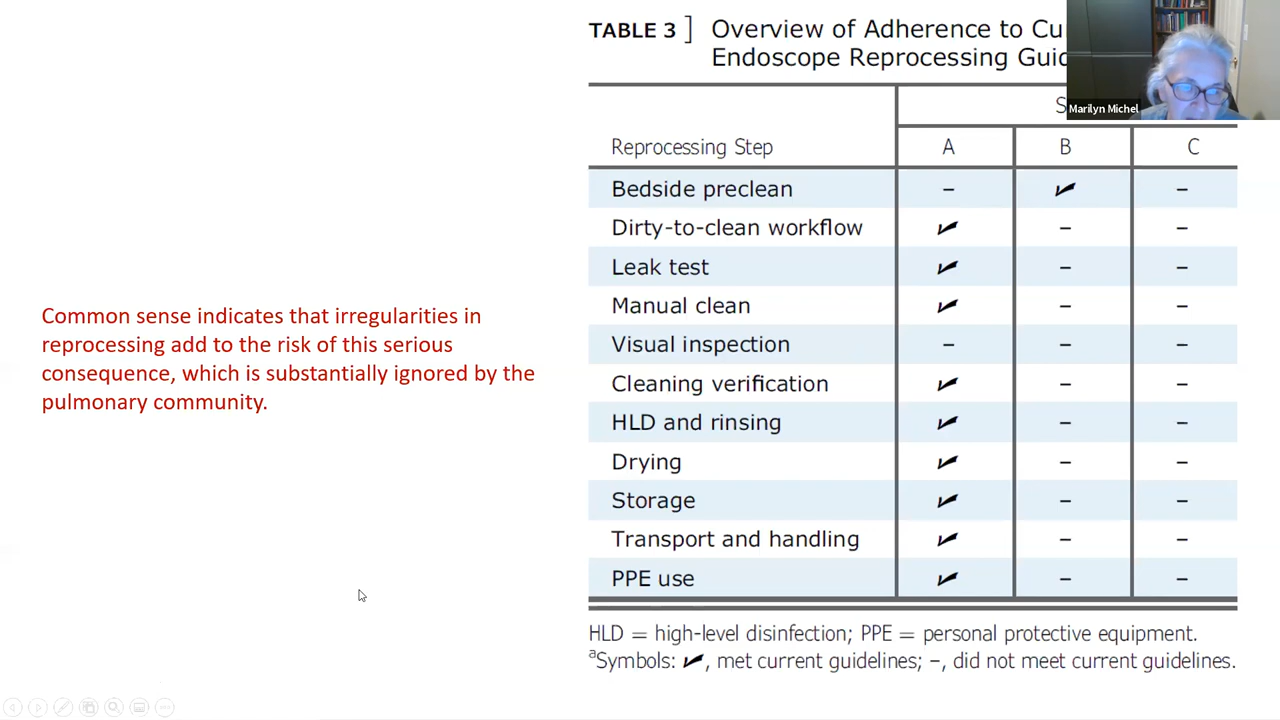 TABLE 3 ] Overview of Adherence to
Endoscope Reprocessing
Marilyn Michel
Reprocessing Step A B C
Bedside preclean – ✓ –
Dirty-to-clean workflow ✓ – –
Leak test ✓ – –
Manual clean ✓ – –
Visual inspection – – –
Cleaning verification ✓ – –
HLD and rinsing ✓ – –
Drying ✓ – –
Storage ✓ – –
Transport and handling ✓ – –
PPE use ✓ – –
HLD = high-level disinfection; PPE = personal protective equipment.
aSymbols: ✓, met current guidelines; –, did not meet current guidelines.
Common sense indicates that irregularities in
reprocessing add to the risk of this serious
consequence, which is substantially ignored by the
pulmonary community.